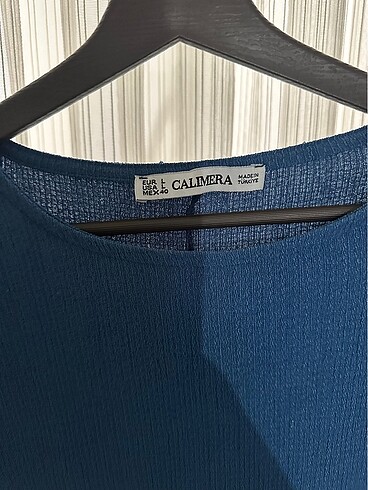 EUR L
USA L
MEX 40
CALIMERA
MADE IN
TÜRKİYE